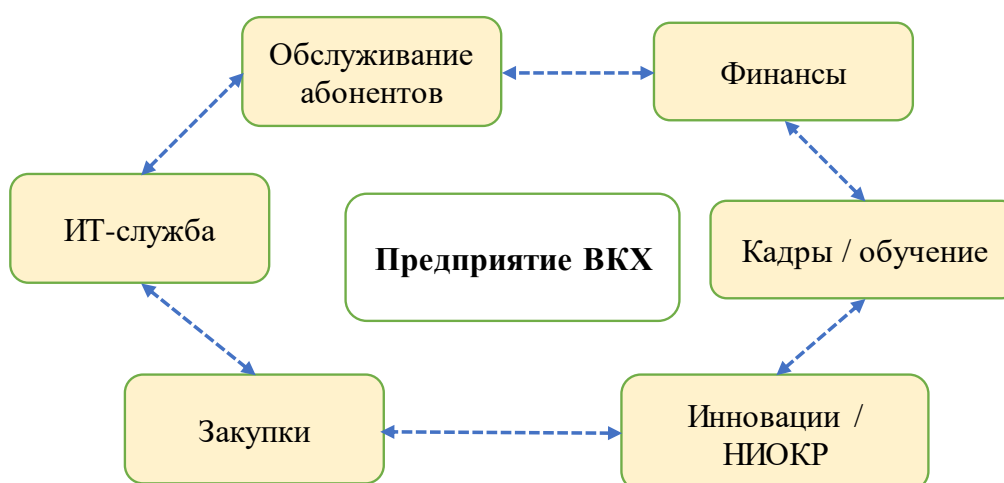 Обслуживание
абонентов
Финансы
ИТ-служба
Предприятие ВКХ
Кадры / обучение
Закупки
Инновации /
НИОКР